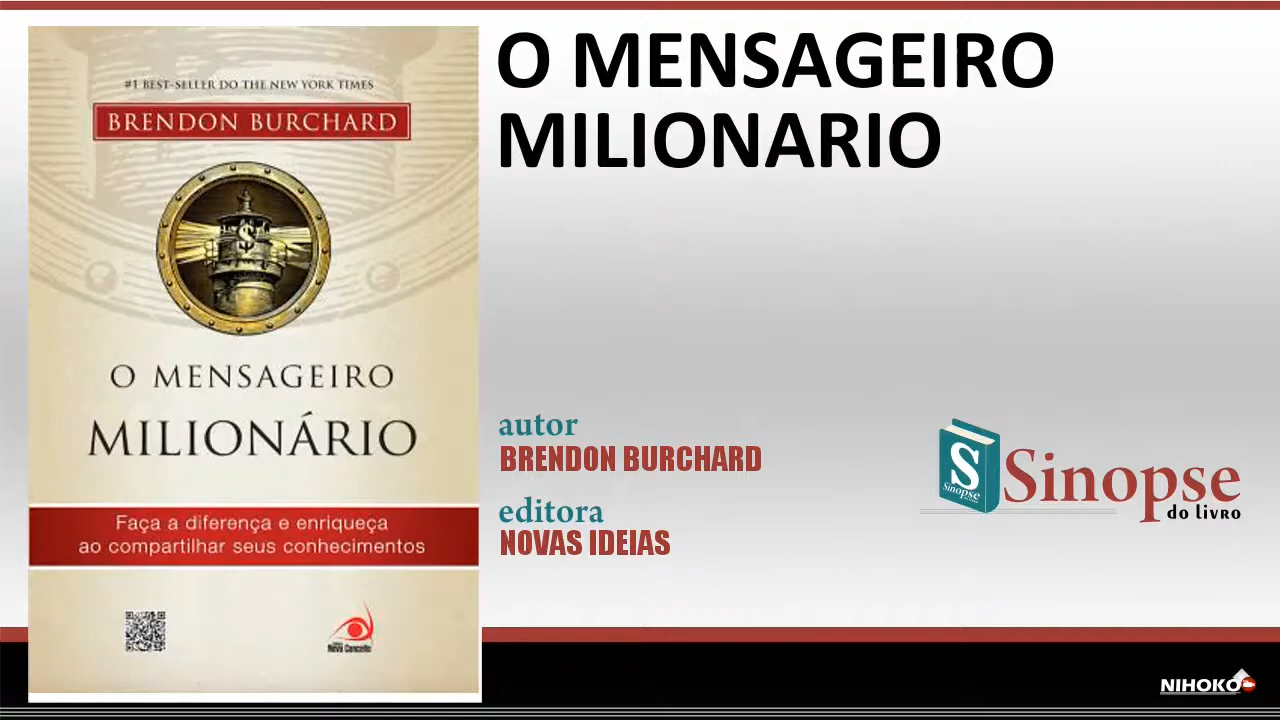 #1 BEST-SELLER DO THE NEW YORK TIMES
BRENDON BURCHARD
$
O MENSAGEIRO
MILIONÁRIO
Faça a diferença e enriqueça
ao compartilhar seus conhecimentos
Novo Conceito
O MENSAGEIRO
MILIONARIO
autor
BRENDON BURCHARD
editora
NOVAS IDEIAS
S
Sinopse
Sinopse
do livro
NIHOKO